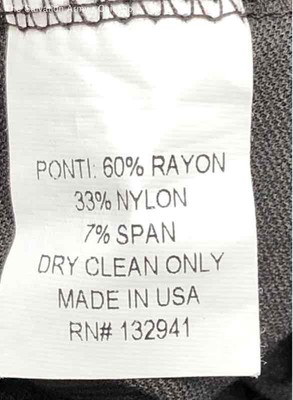 PONTI: 60% RAYON
33% NYLON
7% SPAN
DRY CLEAN ONLY
MADE IN USA
RN# 132941